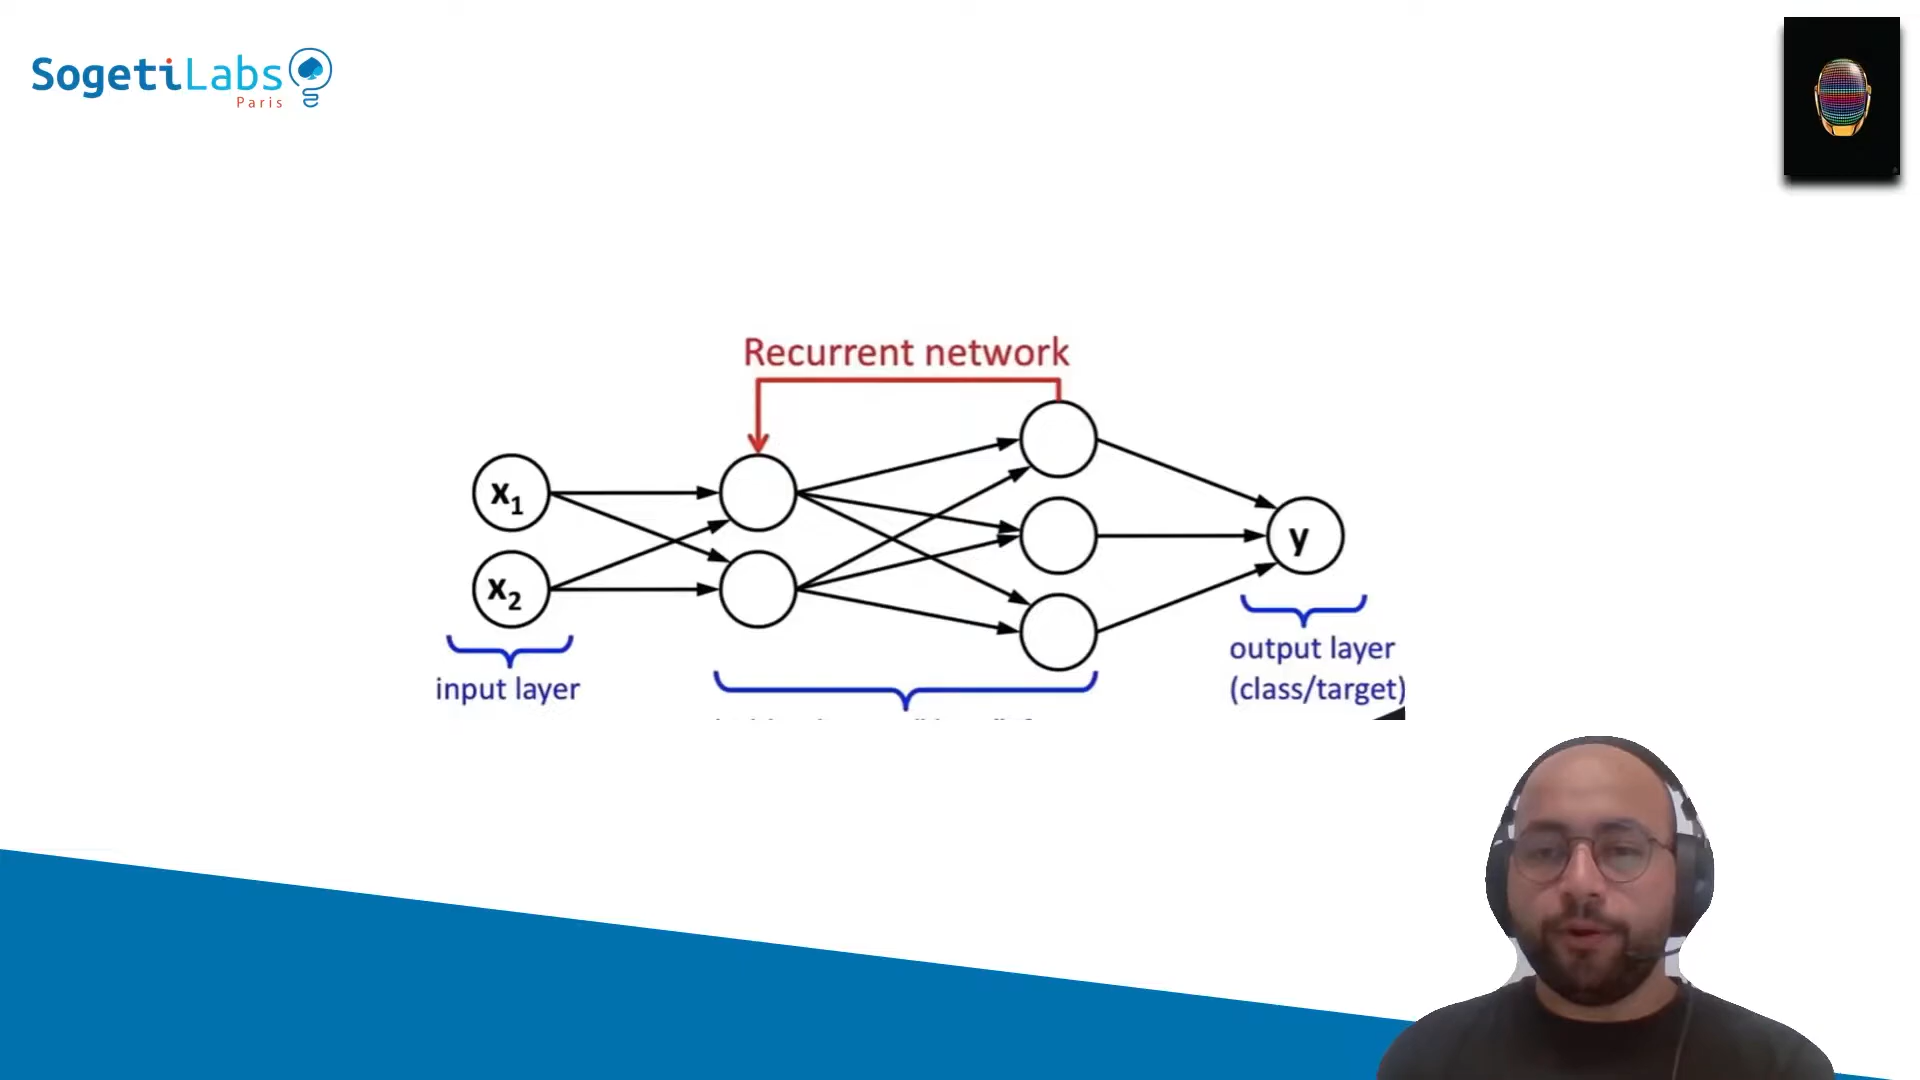 SogetiLabs
Paris
Recurrent network
x1
x2
y
input layer
output layer
(class/target)